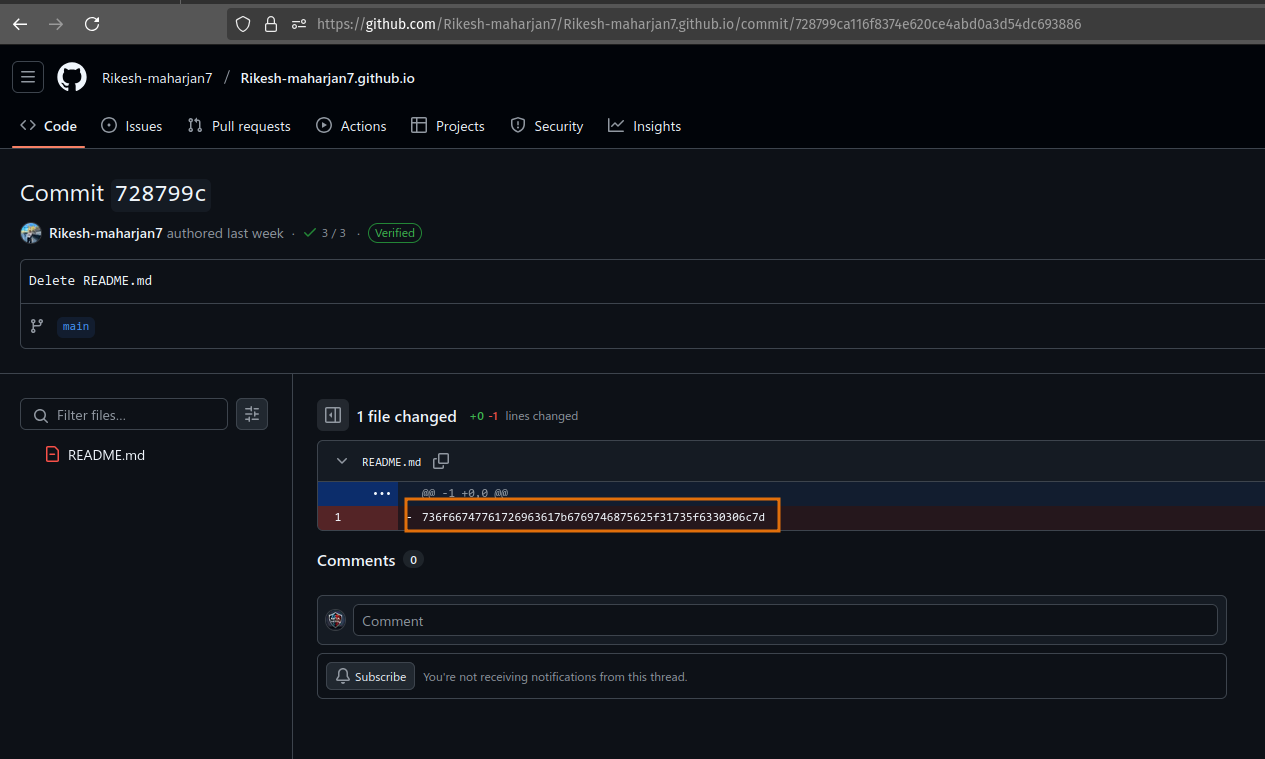 https://github.com/Rikesh-maharjan7/Rikesh-maharjan7.github.io/commit/728799ca116f8374e620ce4abd0a3d54dc693886
Rikesh-maharjan7 / Rikesh-maharjan7.github.io
Code Issues Pull requests Actions Projects Security Insights
Commit 728799c
Rikesh-maharjan7 authored last week · 3 / 3 · Verified
Delete README.md
main
Filter files...
README.md
1 file changed +0 -1 lines changed
README.md
@@ -1 +0,0 @@
1 - 736f66747761726963617b6769746875625f31735f6330306c7d
Comments 0
Comment
Subscribe You're not receiving notifications from this thread.